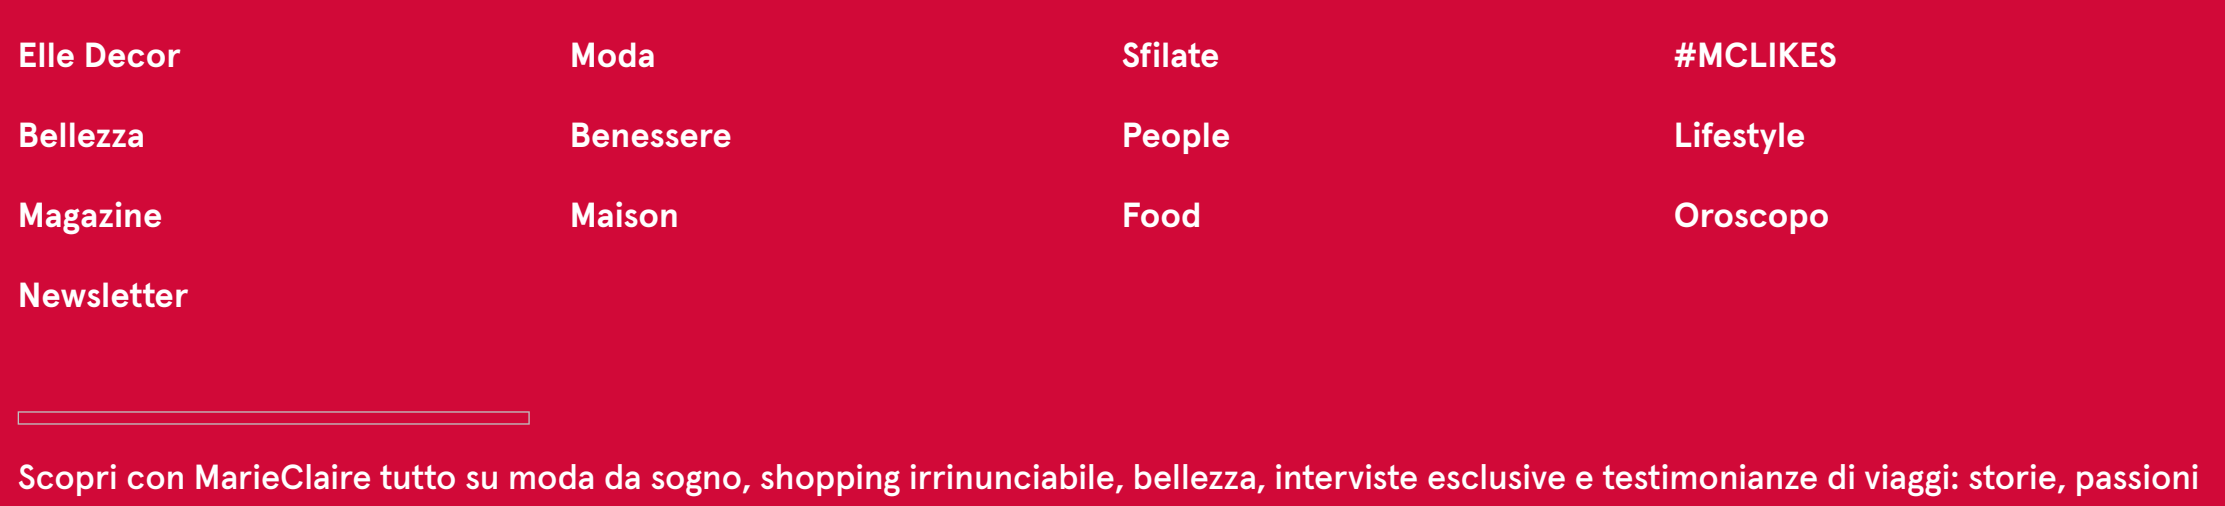 Elle Decor Moda Sfilate #MCLIKES
Bellezza Benessere People Lifestyle
Magazine Maison Food Oroscopo
Newsletter
Scopri con MarieClaire tutto su moda da sogno, shopping irrinunciabile, bellezza, interviste esclusive e testimonianze di viaggi: storie, passioni